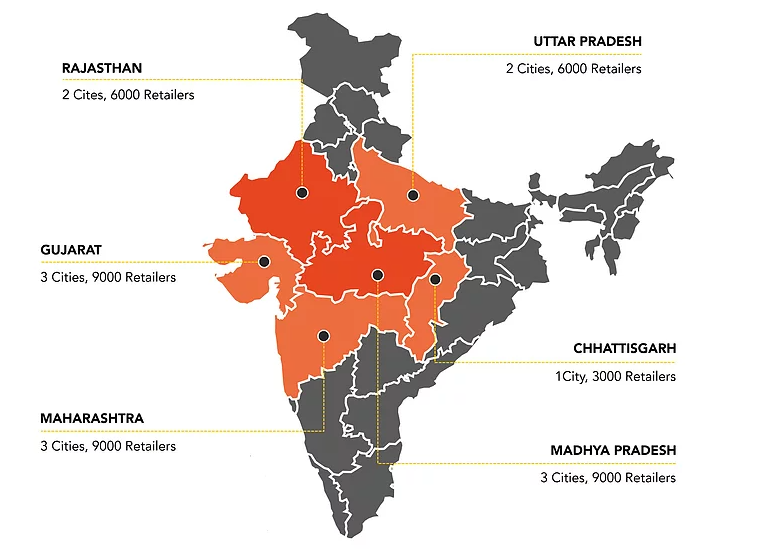 UTTAR PRADESH
2 Cities, 6000 Retailers
RAJASTHAN
2 Cites, 6000 Retailers
GUJARAT
3 Cities, 9000 Retailers
CHHATTISGARH
1City, 3000 Retailers
MAHARASHTRA
3 Cities, 9000 Retailers
MADHYA PRADESH
3 Cities, 9000 Retailers